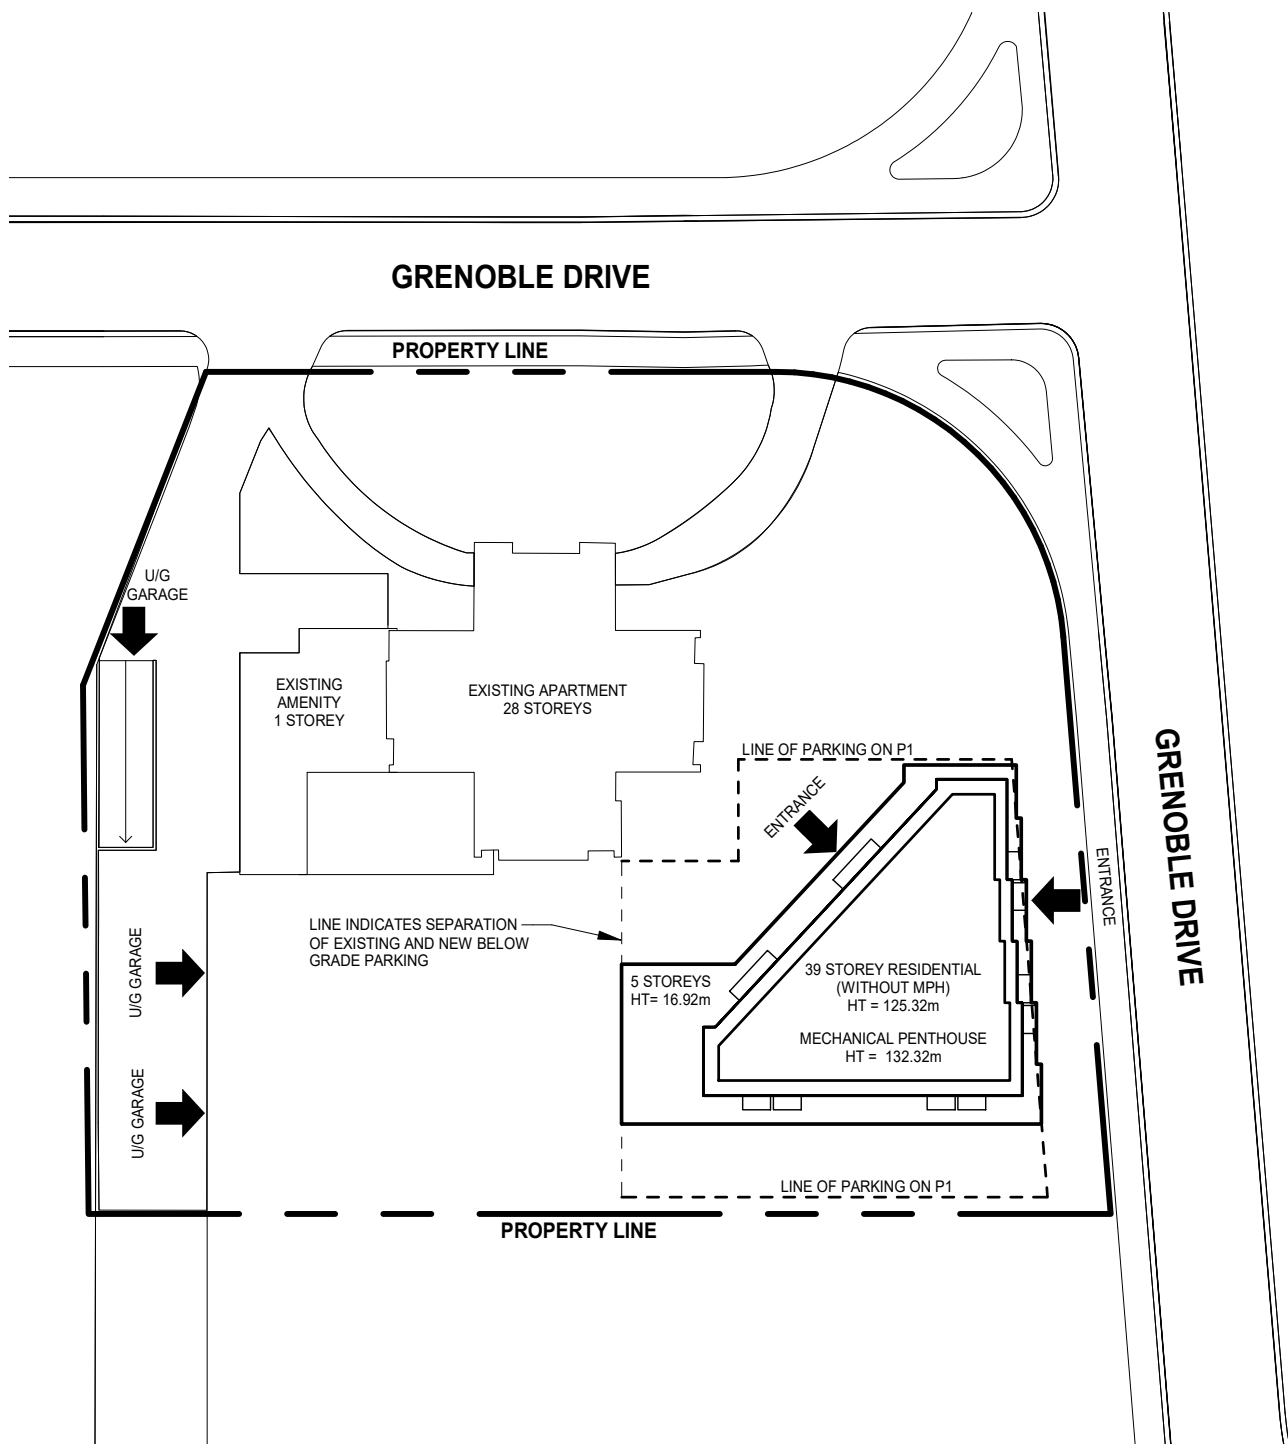 GRENOBLE DRIVE
PROPERTY LINE
U/G
GARAGE
EXISTING
AMENITY
1 STOREY
EXISTING APARTMENT
28 STOREYS
LINE OF PARKING ON P1
ENTRANCE
GRENOBLE DRIVE
ENTRANCE
LINE INDICATES SEPARATION
OF EXISTING AND NEW BELOW
GRADE PARKING
U/G GARAGE
5 STOREYS
HT= 16.92m
39 STOREY RESIDENTIAL
(WITHOUT MPH)
HT = 125.32m
MECHANICAL PENTHOUSE
HT = 132.32m
U/G GARAGE
LINE OF PARKING ON P1
PROPERTY LINE